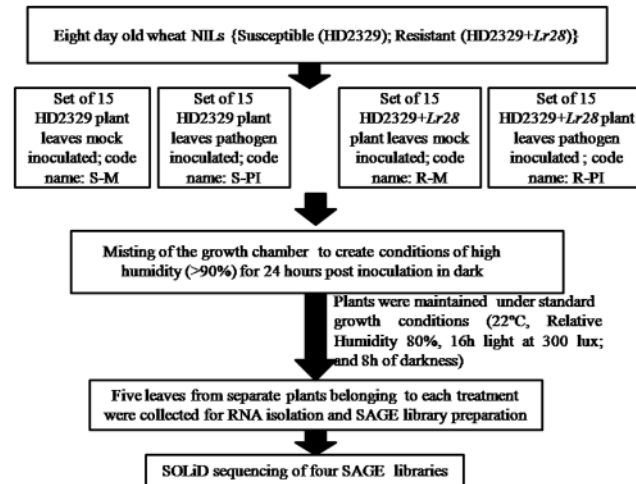 Eight day old wheat NILs {Susceptible (HD2329); Resistant (HD2329+Lr28)}
Set of 15
HD2329 plant
leaves mock
inoculated; code
name: S-M
Set of 15
HD2329 plant
leaves pathogen
inoculated; code
name: S-PI
Set of 15
HD2329+Lr28
plant leaves mock
inoculated; code
name: R-M
Set of 15
HD2329+Lr28 plant
leaves pathogen
inoculated ; code
name: R-PI
Misting of the growth chamber to create conditions of high
humidity (>90%) for 24 hours post inoculation in dark
Plants were maintained under standard
growth conditions (22°C, Relative
Humidity 80%, 16h light at 300 lux;
and 8h of darkness)
Five leaves from separate plants belonging to each treatment
were collected for RNA isolation and SAGE library preparation
SOLiD sequencing of four SAGE libraries